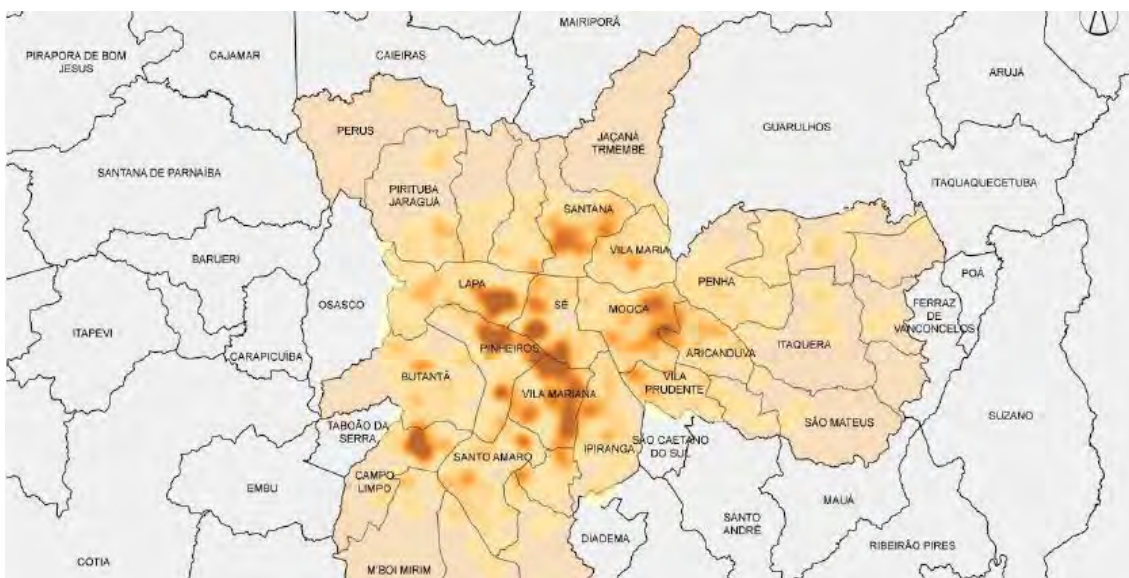 MAIRIPORÃ
PIRAPORA DE BOM
JESUS
CAJAMAR
CAIEIRAS
ARUJÁ
PERUS
JAÇANÃ
TRMEMBÉ
GUARULHOS
SANTANA DE PARNAÍBA
PIRITUBA
JARAGUÁ
ITAQUAQUECETUBA
SANTANA
VILA MARIA
BARUERI
PENHA
POÁ
LAPA
SÉ
MOOCA
OSASCO
FERRAZ
DE
VANCONCELOS
ITAPEVI
CARAPICUÍBA
PINHEIROS
ARICANDUVA
ITAQUERA
BUTANTÃ
VILA
PRUDENTE
VILA MARIANA
SUZANO
TABOÃO DA
SERRA
SÃO MATEUS
SÃO CAETANO
DO SUL
IPIRANGA
SANTO AMARO
CAMPO
LIMPO
EMBU
MAUÁ
SANTO
ANDRÉ
DIADEMA
RIBEIRÃO PIRES
CÓTIA
M'BOI MIRIM